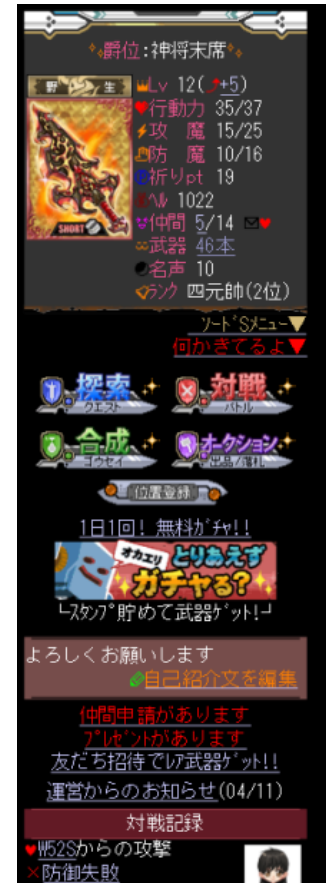 爵位:神将末席
野生
SHORT
Lv 12(+5)
行動力 35/37
攻 魔 15/25
防 魔 10/16
祈りpt 19
ﾍﾙ 1022
仲間 5/14
武器 46本
名声 10
ﾗﾝｸ 四元帥(2位)
ｿｰﾄﾞSﾒﾆｭｰ▼
何かきてるよ▼
探索
クエスト
対戦
バトル
合成
ゴウセイ
オークション
出品/落札
位置登録
1日1回! 無料ｶﾞﾁｬ!!
オカエリ とりあえず
ガチャる?
┗ｽﾀﾝﾌﾟ貯めて武器ｹﾞｯﾄ!┛
よろしくお願いします
自己紹介文を編集
仲間申請があります
ﾌﾟﾚｾﾞﾝﾄがあります
友だち招待でﾚｱ武器ｹﾞｯﾄ!!
運営からのお知らせ(04/11)
対戦記録
♥W52Sからの攻撃
×防御失敗